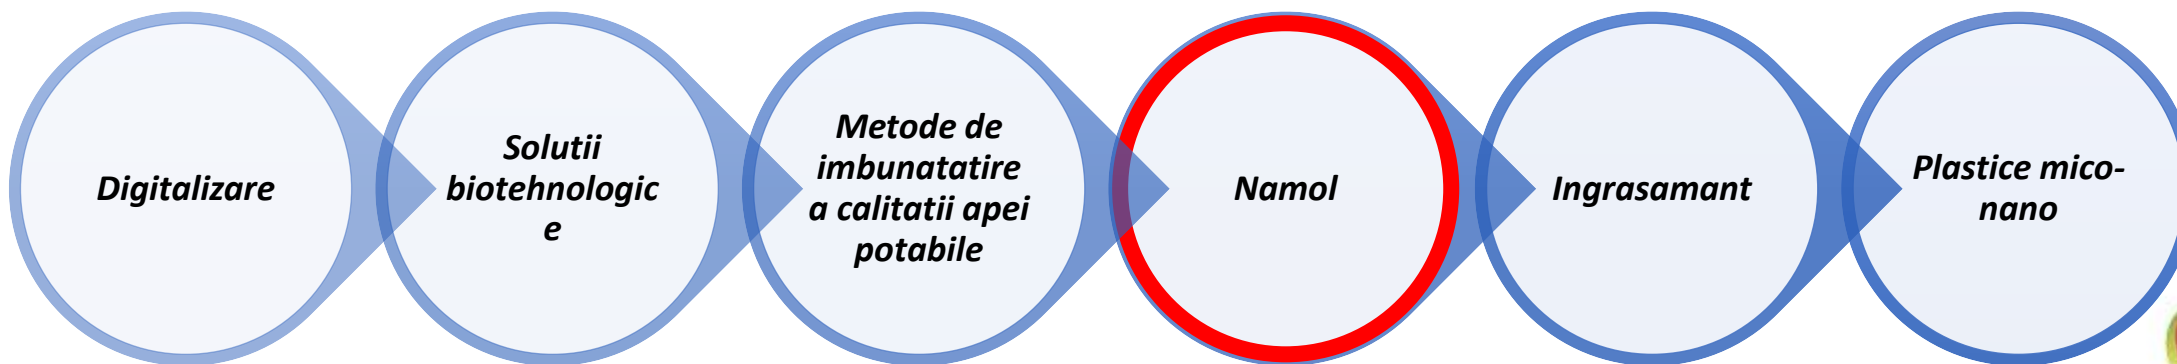 Digitalizare
Solutii
biotehnologic
e
Metode de
imbunatatire
a calitatii apei
potabile
Namol
Ingrasamant
Plastice mico-
nano